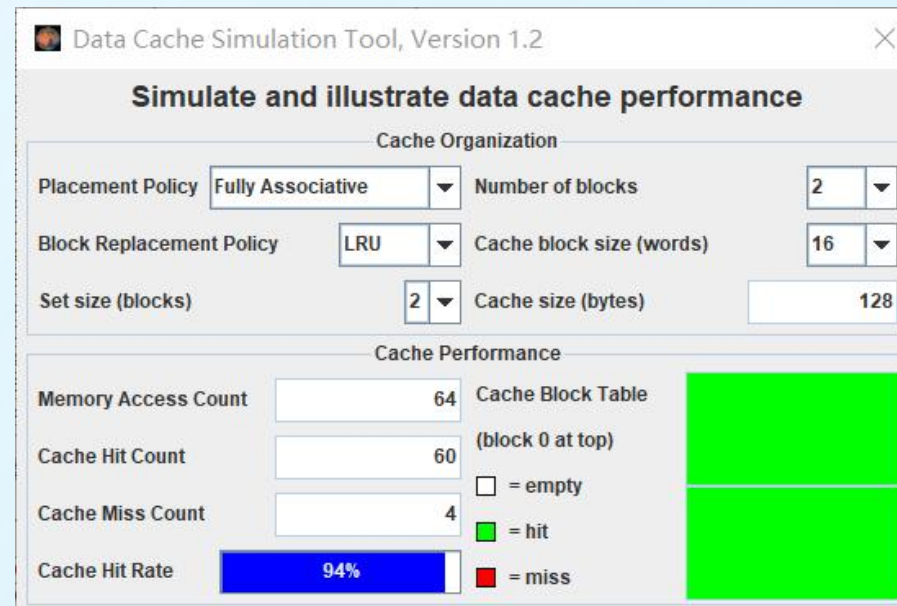 Data Cache Simulation Tool, Version 1.2
Simulate and illustrate data cache performance
Cache Organization
Placement Policy Fully Associative Number of blocks 2
Block Replacement Policy LRU Cache block size (words) 16
Set size (blocks) 2 Cache size (bytes) 128
Cache Performance
Memory Access Count 64 Cache Block Table
(block 0 at top)
Cache Hit Count 60
= empty
Cache Miss Count 4
= hit
Cache Hit Rate 94% = miss